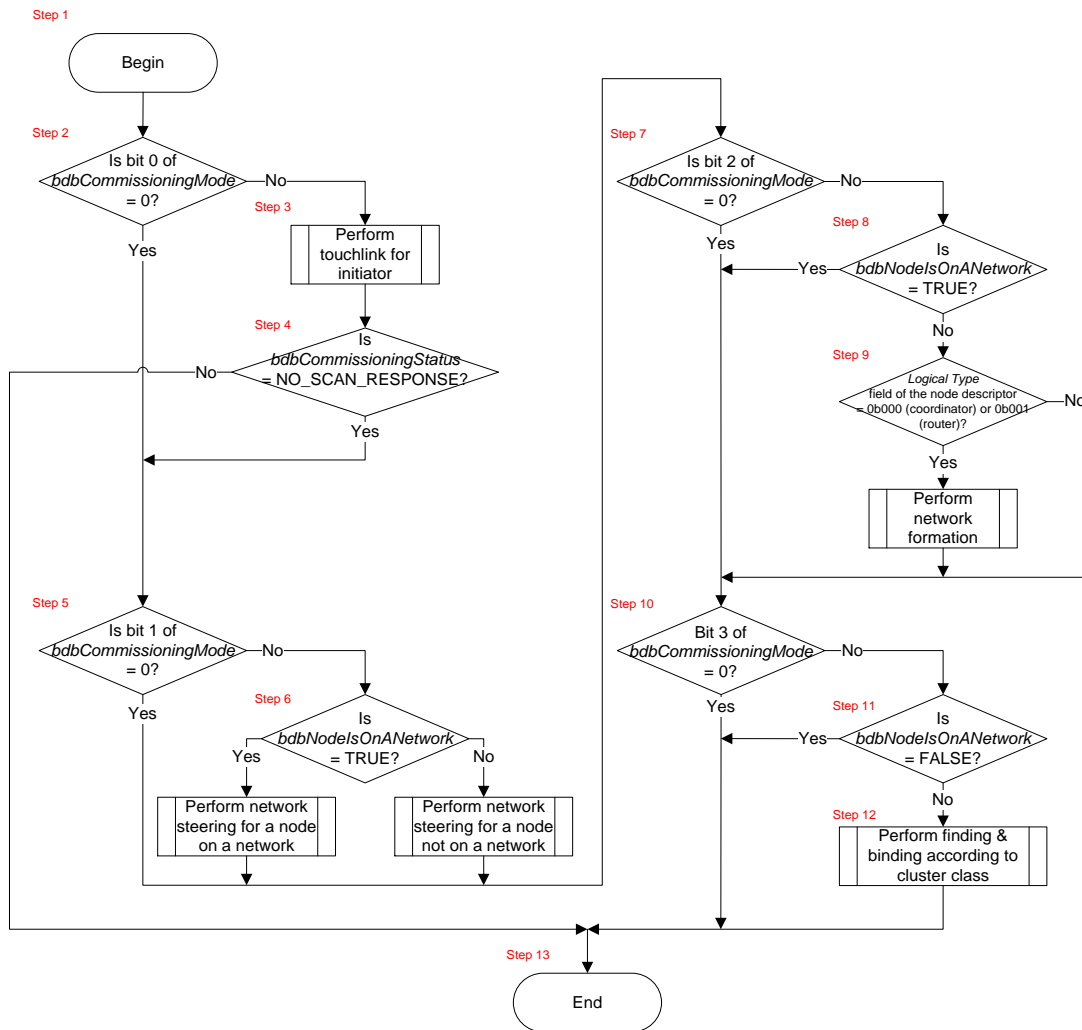 Step 1
Begin
Step 2
Is bit 0 of
bdbCommissioningMode
= 0?
No
Yes
Step 3
Perform
touchlink for
initiator
Step 4
Is
bdbCommissioningStatus
= NO_SCAN_RESPONSE?
No
Yes
Step 5
Is bit 1 of
bdbCommissioningMode
= 0?
No
Yes
Step 6
Is
bdbNodeIsOnANetwork
= TRUE?
Yes
No
Perform network
steering for a node
on a network
Perform network
steering for a node
not on a network
Step 7
Is bit 2 of
bdbCommissioningMode
= 0?
No
Yes
Step 8
Is
bdbNodeIsOnANetwork
= TRUE?
Yes
No
Step 9
Logical Type
field of the node descriptor
= 0b000 (coordinator) or 0b001
(router)?
No
Yes
Perform
network
formation
Step 10
Bit 3 of
bdbCommissioningMode
= 0?
No
Yes
Step 11
Is
bdbNodeIsOnANetwork
= FALSE?
Yes
No
Step 12
Perform finding &
binding according to
cluster class
Step 13
End